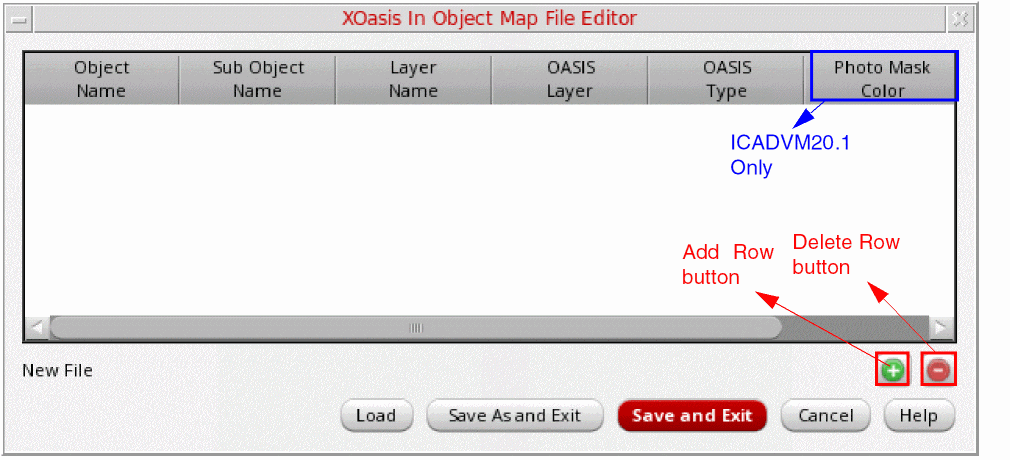 XOasis In Object Map File Editor
Object Name
Sub Object Name
Layer Name
OASIS Layer
OASIS Type
Photo Mask Color
ICADVM20.1
Only
Add Row
button
Delete Row
button
New File
Load
Save As and Exit
Save and Exit
Cancel
Help